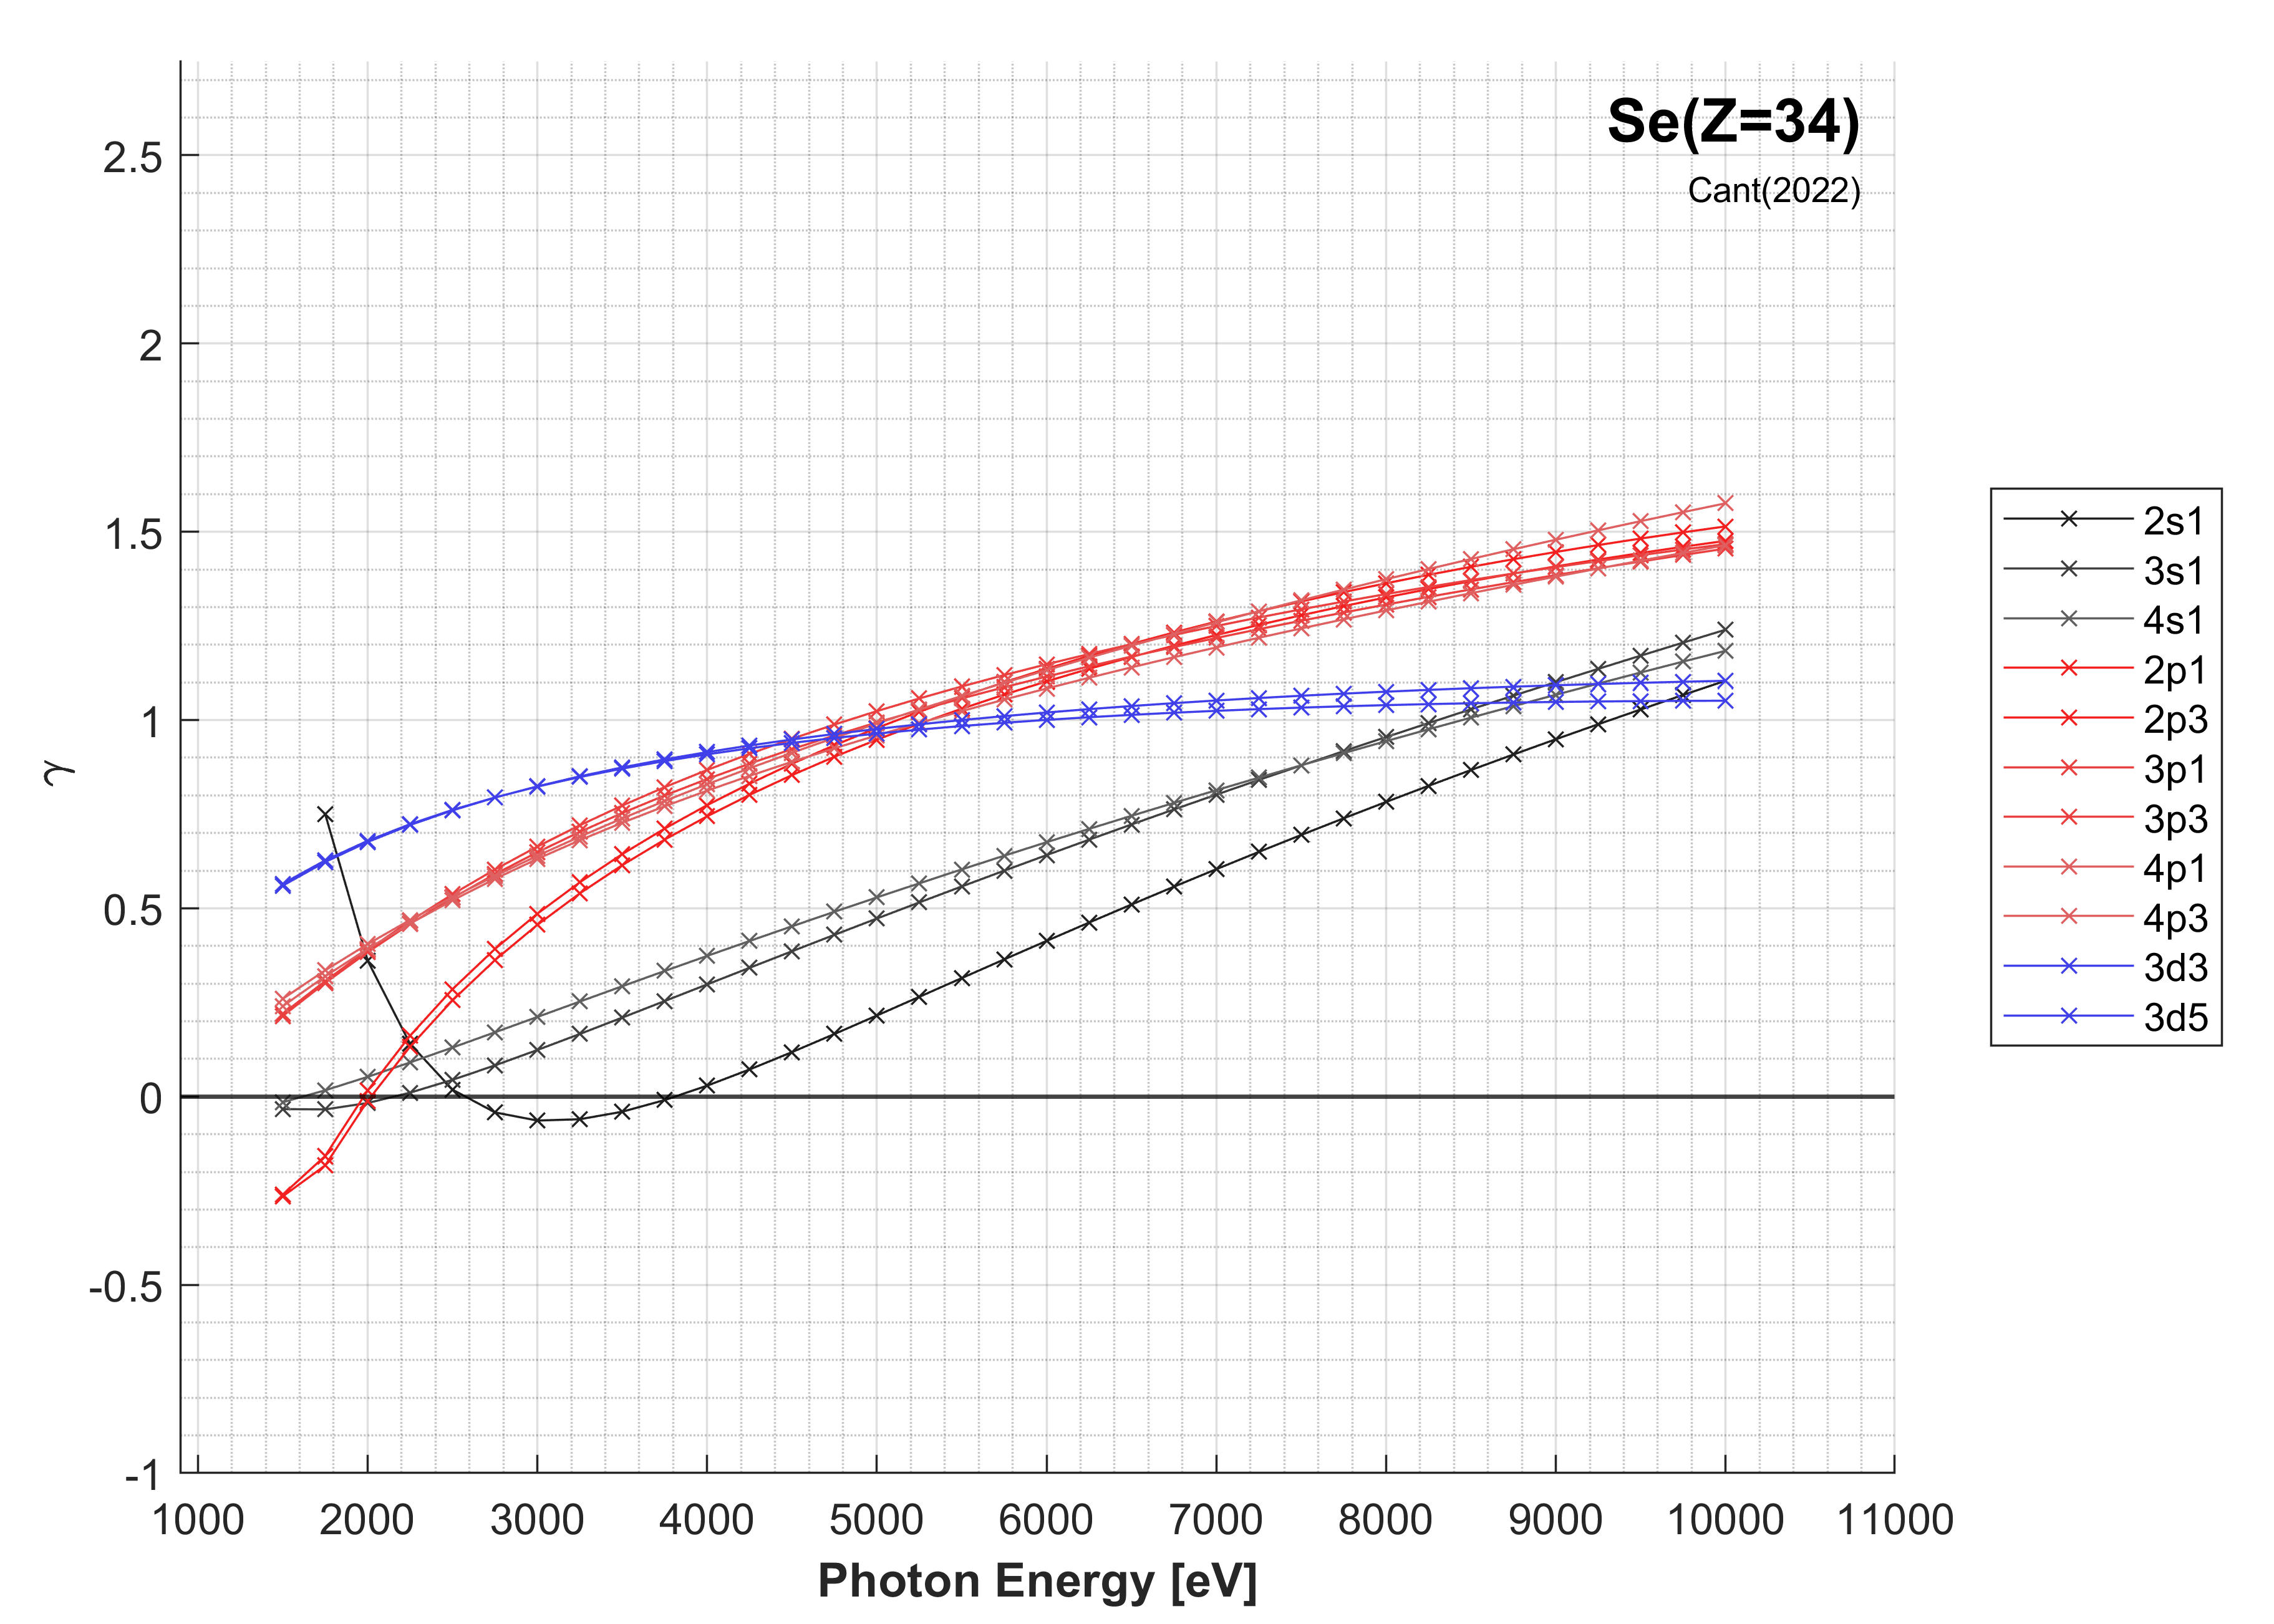 Se(Z=34)
Cant(2022)
2.5
2
1.5
1
0.5
0
-0.5
-1
γ
1000 2000 3000 4000 5000 6000 7000 8000 9000 10000 11000
Photon Energy [eV]
2s1
3s1
4s1
2p1
2p3
3p1
3p3
4p1
4p3
3d3
3d5